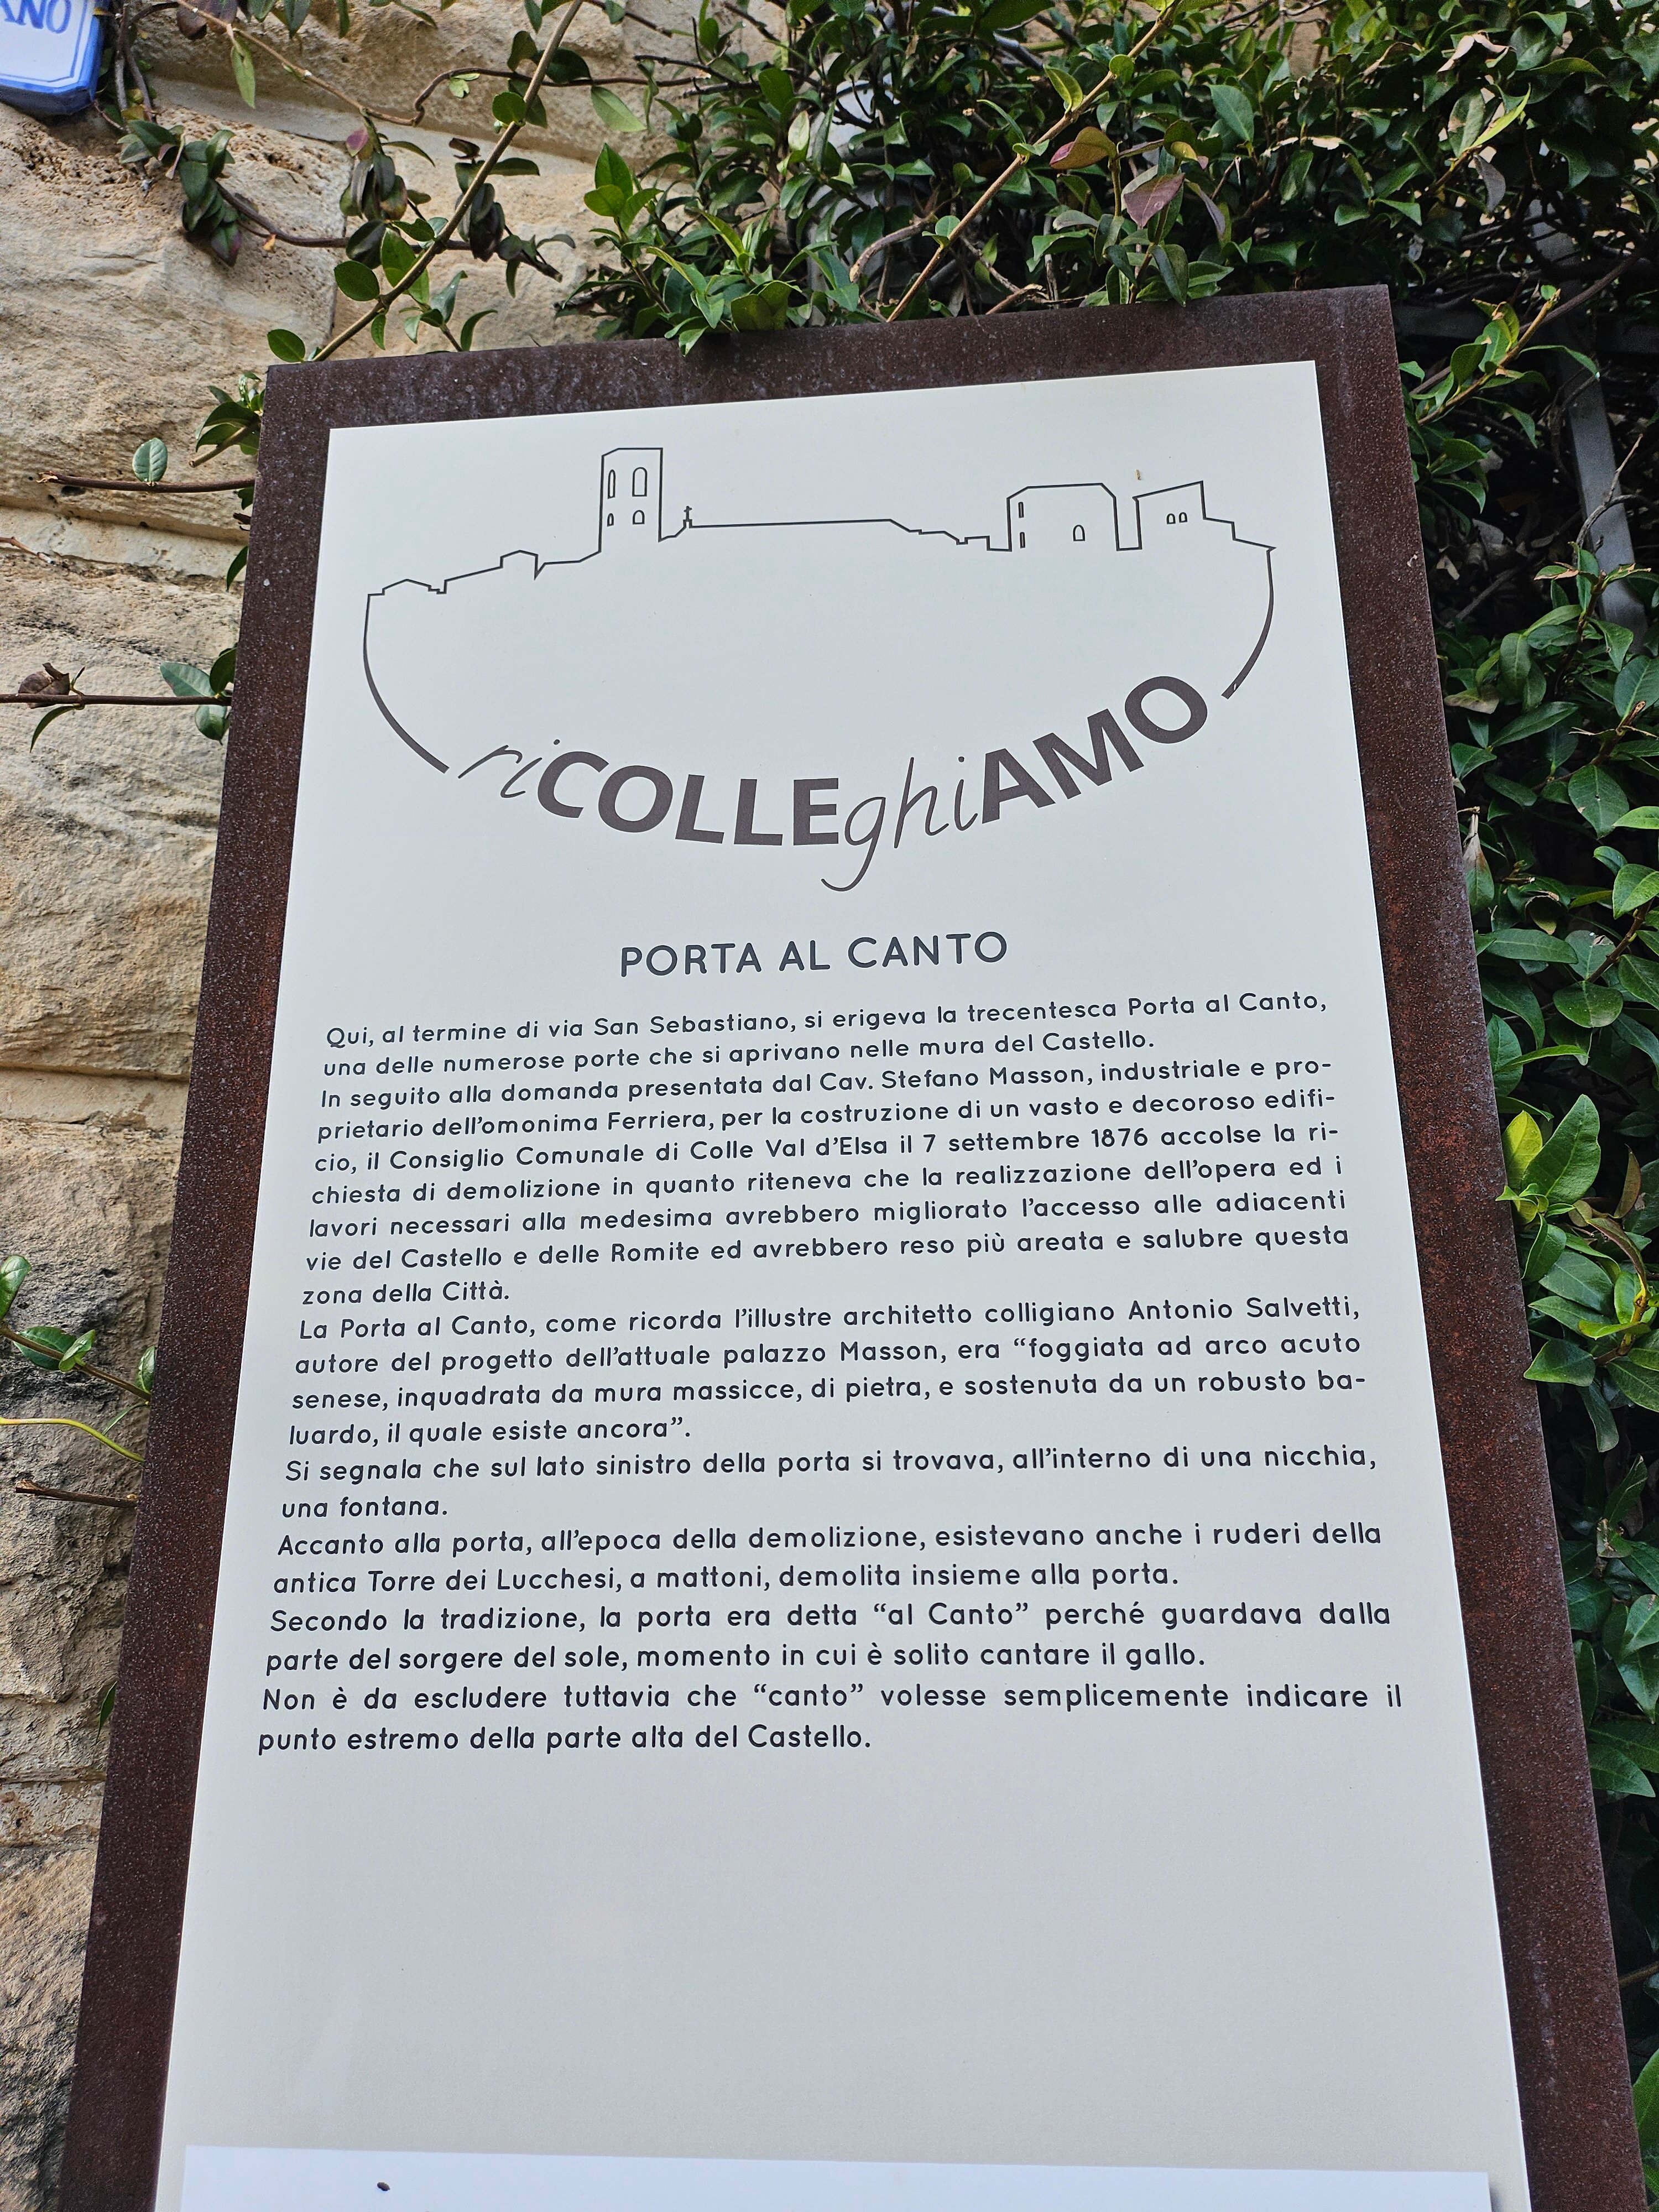 ANO
riCOLLEghiAMO
PORTA AL CANTO
Qui, al termine di via San Sebastiano, si erigeva la trecentesca Porta al Canto,
una delle numerose porte che si aprivano nelle mura del Castello.
In seguito alla domanda presentata dal Cav. Stefano Masson, industriale e pro-
prietario dell’omonima Ferriera, per la costruzione di un vasto e decoroso edifi-
cio, il Consiglio Comunale di Colle Val d’Elsa il 7 settembre 1876 accolse la ri-
chiesta di demolizione in quanto riteneva che la realizzazione dell’opera ed i
lavori necessari alla medesima avrebbero migliorato l’accesso alle adiacenti
vie del Castello e delle Romite ed avrebbero reso più areata e salubre questa
zona della Città.
La Porta al Canto, come ricorda l’illustre architetto colligiano Antonio Salvetti,
autore del progetto dell’attuale palazzo Masson, era “foggiata ad arco acuto
senese, inquadrata da mura massicce, di pietra, e sostenuta da un robusto ba-
luardo, il quale esiste ancora”.
Si segnala che sul lato sinistro della porta si trovava, all’interno di una nicchia,
una fontana.
Accanto alla porta, all’epoca della demolizione, esistevano anche i ruderi della
antica Torre dei Lucchesi, a mattoni, demolita insieme alla porta.
Secondo la tradizione, la porta era detta “al Canto” perché guardava dalla
parte del sorgere del sole, momento in cui è solito cantare il gallo.
Non è da escludere tuttavia che “canto” volesse semplicemente indicare il
punto estremo della parte alta del Castello.